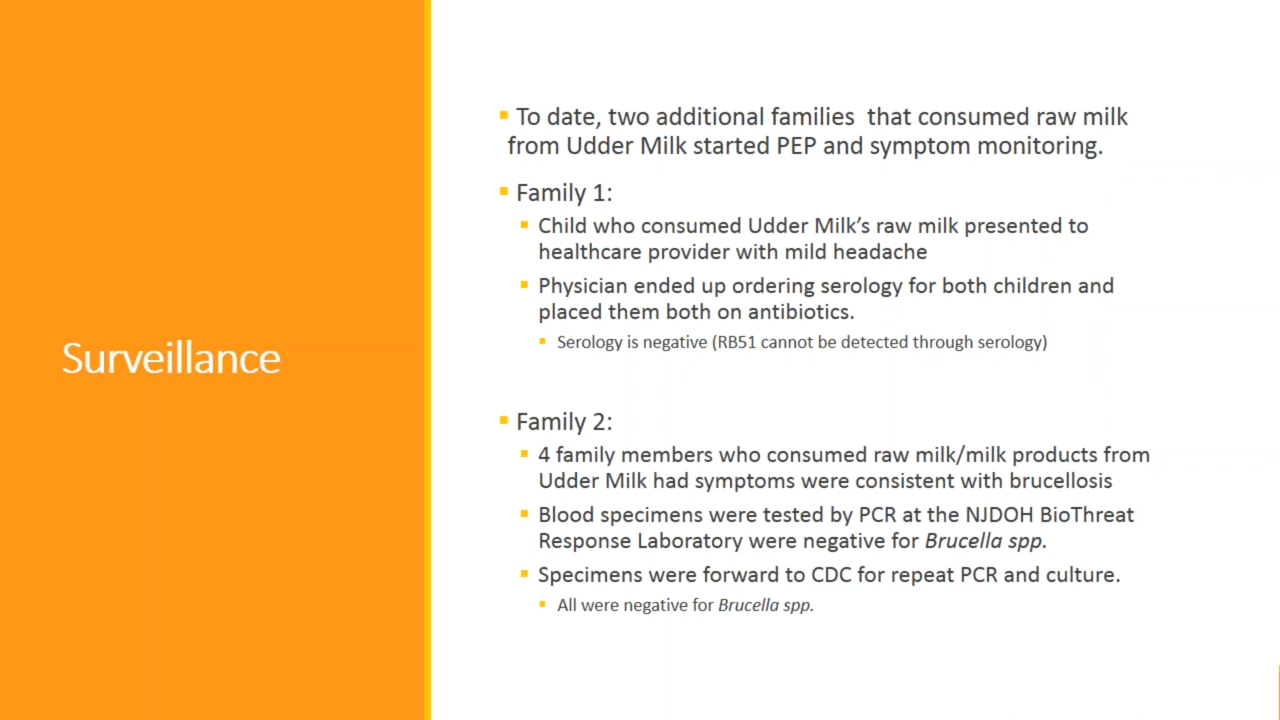 Surveillance
▪ To date, two additional families  that consumed raw milk
from Udder Milk started PEP and symptom monitoring.
▪ Family 1:
▪ Child who consumed Udder Milk’s raw milk presented to
healthcare provider with mild headache
▪ Physician ended up ordering serology for both children and
placed them both on antibiotics.
▪ Serology is negative (RB51 cannot be detected through serology)
▪ Family 2:
▪ 4 family members who consumed raw milk/milk products from
Udder Milk had symptoms were consistent with brucellosis
▪ Blood specimens were tested by PCR at the NJDOH BioThreat
Response Laboratory were negative for Brucella spp.
▪ Specimens were forward to CDC for repeat PCR and culture.
▪ All were negative for Brucella spp.